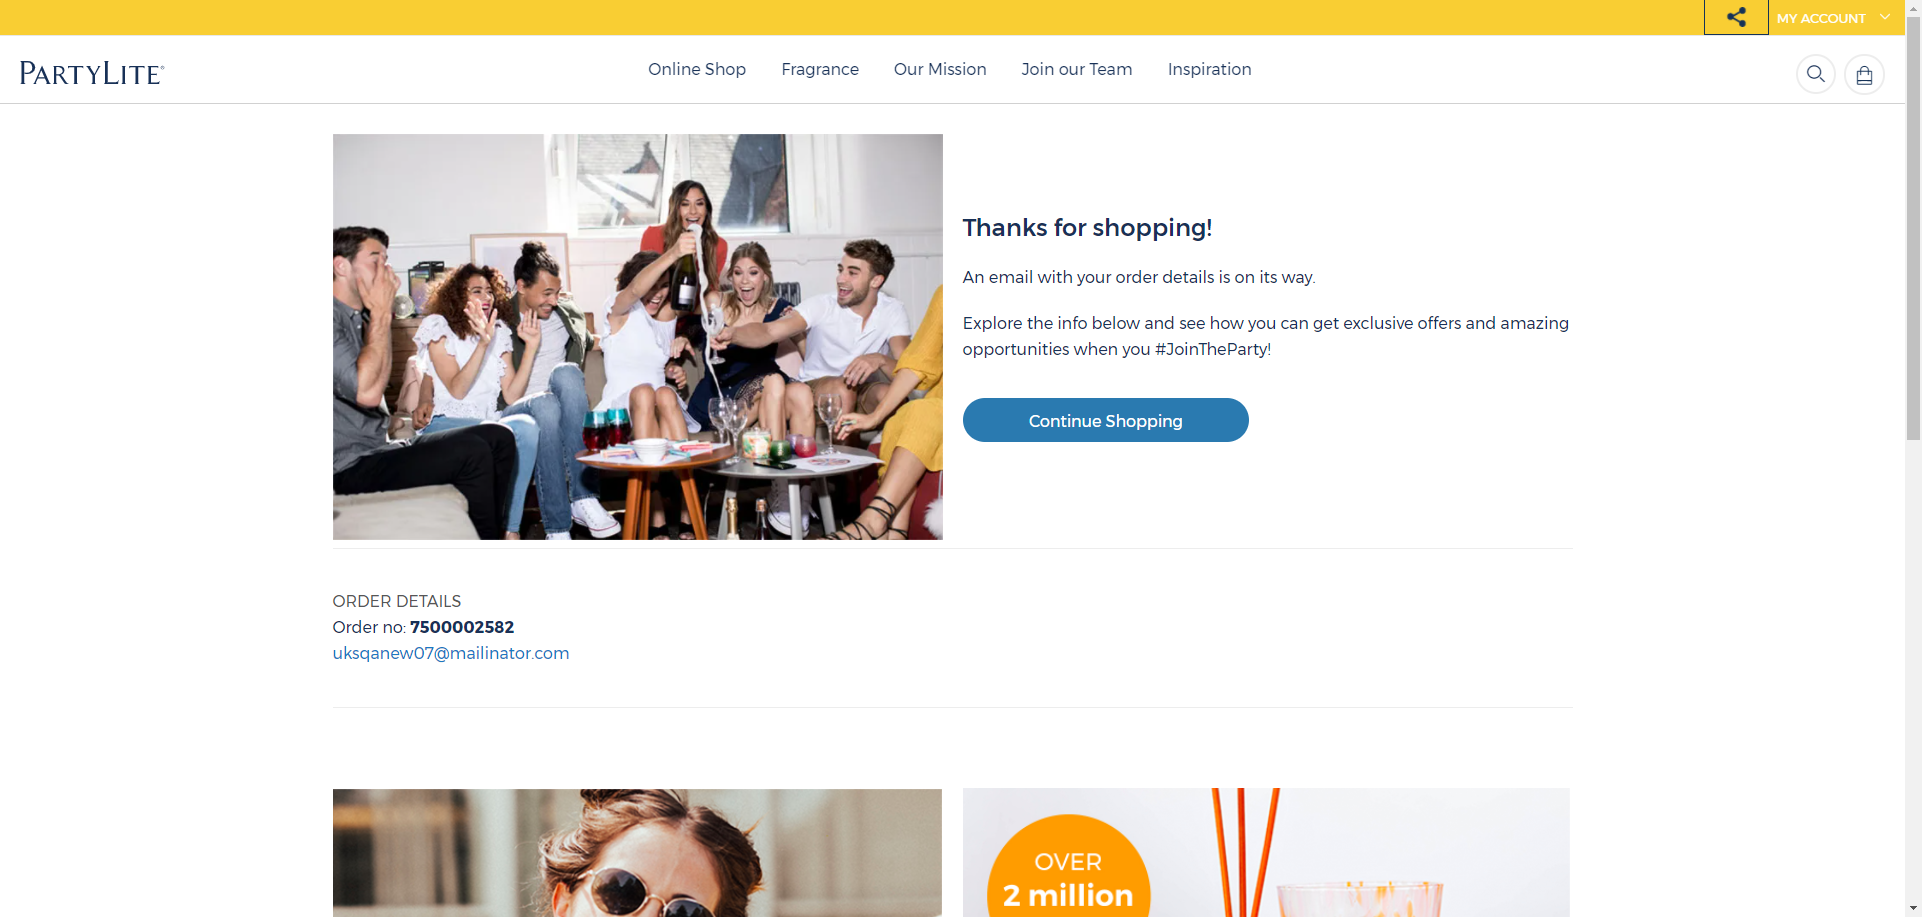 MY ACCOUNT
PARTYLITE®
Online Shop
Fragrance
Our Mission
Join our Team
Inspiration
Thanks for shopping!
An email with your order details is on its way.
Explore the info below and see how you can get exclusive offers and amazing
opportunities when you #JoinTheParty!
Continue Shopping
ORDER DETAILS
Order no: 7500002582
uksqanew07@mailinator.com
OVER
2 million